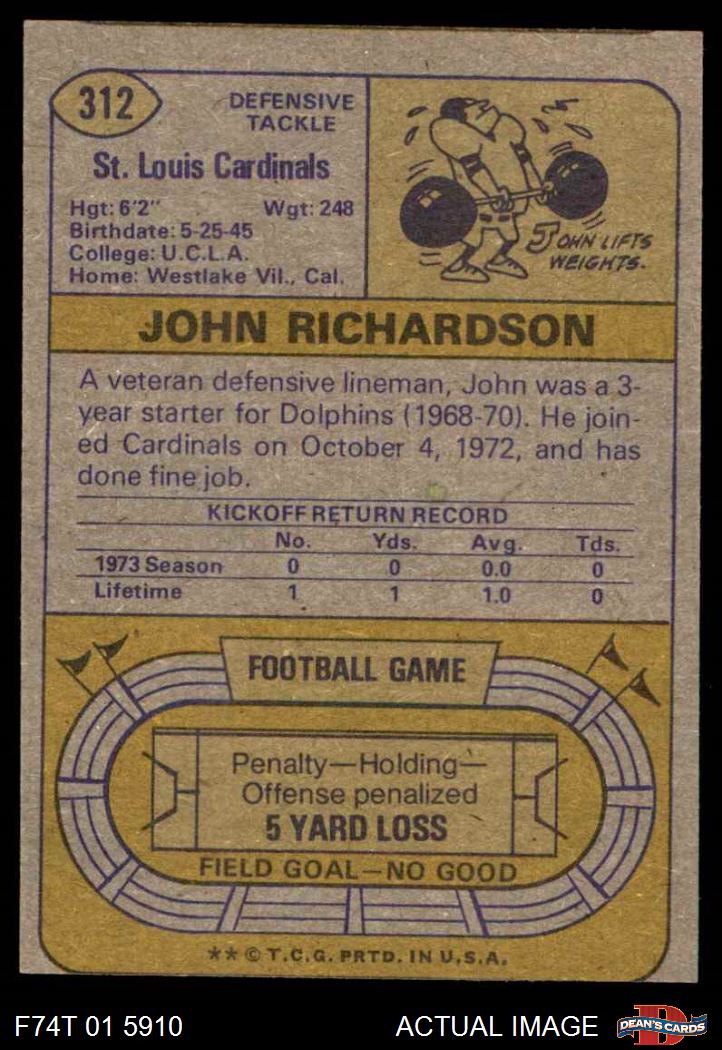 312
DEFENSIVE
TACKLE
St. Louis Cardinals
Hgt: 6'2" Wgt: 248
Birthdate: 5-25-45
College: U.C.L.A.
Home: Westlake Vil., Cal.
JOHN LIFTS
WEIGHTS.
JOHN RICHARDSON
A veteran defensive lineman, John was a 3-
year starter for Dolphins (1968-70). He join-
ed Cardinals on October 4, 1972, and has
done fine job.
KICKOFF RETURN RECORD
No. Yds. Avg. Tds.
1973 Season 0 0 0.0 0
Lifetime 1 1 1.0 0
FOOTBALL GAME
Penalty—Holding—
Offense penalized
5 YARD LOSS
FIELD GOAL—NO GOOD
** © T.C.G. PRTD. IN U.S.A.
F74T 01 5910 ACTUAL IMAGE
D
DEAN'S CARDS